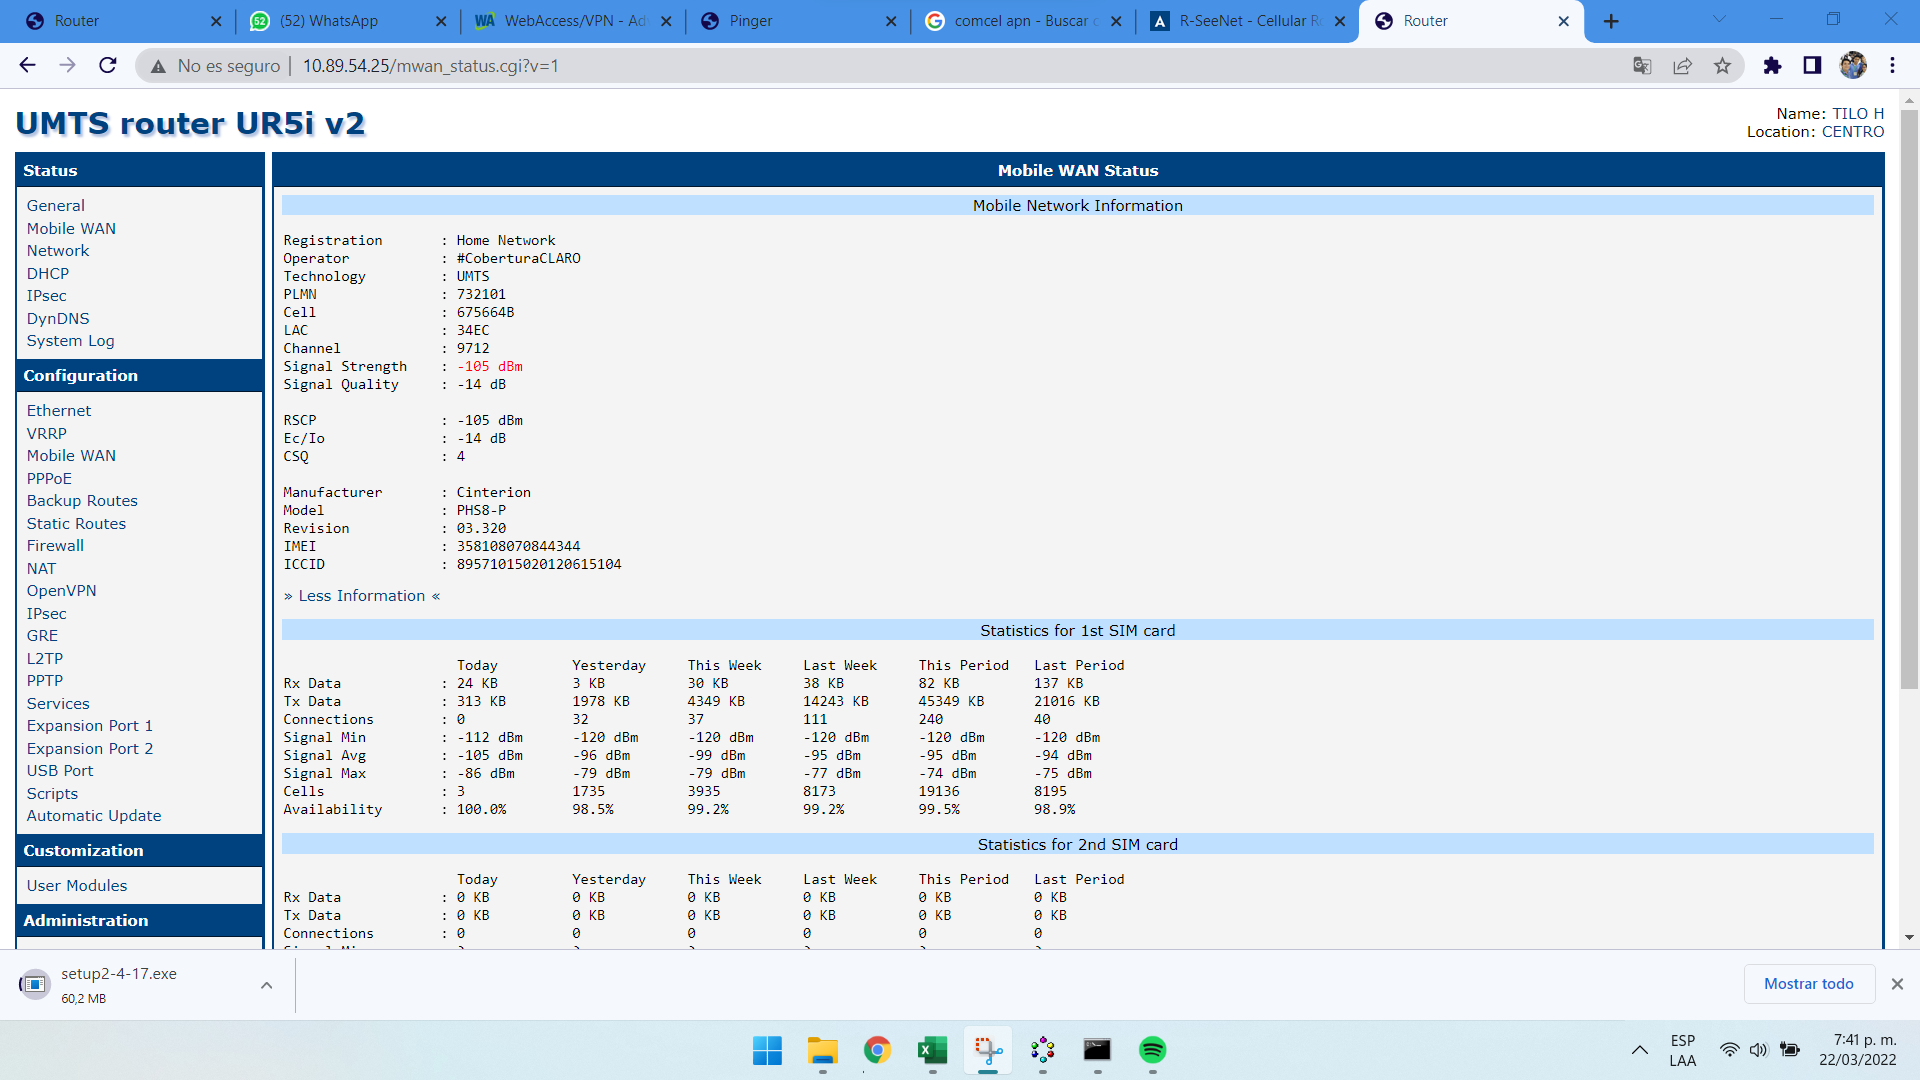 Router
(52) WhatsApp
WebAccess/VPN - Ad
Pinger
comcel apn - Buscar c
R-SeeNet - Cellular Ro
Router
No es seguro | 10.89.54.25/mwan_status.cgi?v=1
UMTS router UR5i v2
Name: TILO H
Location: CENTRO
Status
General
Mobile WAN
Network
DHCP
IPsec
DynDNS
System Log
Configuration
Ethernet
VRRP
Mobile WAN
PPPoE
Backup Routes
Static Routes
Firewall
NAT
OpenVPN
IPsec
GRE
L2TP
PPTP
Services
Expansion Port 1
Expansion Port 2
USB Port
Scripts
Automatic Update
Customization
User Modules
Administration
Mobile WAN Status
Mobile Network Information
Registration : Home Network
Operator : #CoberturaCLARO
Technology : UMTS
PLMN : 732101
Cell : 675664B
LAC : 34EC
Channel : 9712
Signal Strength : -105 dBm
Signal Quality : -14 dB
RSCP : -105 dBm
Ec/Io : -14 dB
CSQ : 4
Manufacturer : Cinterion
Model : PHS8-P
Revision : 03.320
IMEI : 358108070844344
ICCID : 89571015020120615104
» Less Information «
Statistics for 1st SIM card
Today Yesterday This Week Last Week This Period Last Period
Rx Data : 24 KB 3 KB 30 KB 38 KB 82 KB 137 KB
Tx Data : 313 KB 1978 KB 4349 KB 14243 KB 45349 KB 21016 KB
Connections : 0 32 37 111 240 40
Signal Min : -112 dBm -120 dBm -120 dBm -120 dBm -120 dBm -120 dBm
Signal Avg : -105 dBm -96 dBm -99 dBm -95 dBm -95 dBm -94 dBm
Signal Max : -86 dBm -79 dBm -79 dBm -77 dBm -74 dBm -75 dBm
Cells : 3 1735 3935 8173 19136 8195
Availability : 100.0% 98.5% 99.2% 99.2% 99.5% 98.9%
Statistics for 2nd SIM card
Today Yesterday This Week Last Week This Period Last Period
Rx Data : 0 KB 0 KB 0 KB 0 KB 0 KB 0 KB
Tx Data : 0 KB 0 KB 0 KB 0 KB 0 KB 0 KB
Connections : 0 0 0 0 0 0
setup2-4-17.exe
60,2 MB
Mostrar todo
ESP
LAA
7:41 p. m.
22/03/2022